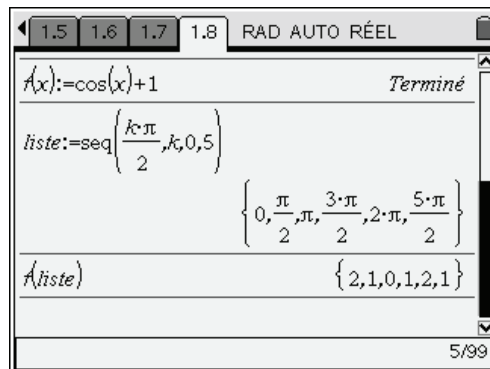 1.5 1.6 1.7 1.8 RAD AUTO RÉEL
f(x):=cos(x)+1 Terminé
liste:=seq(k·π/2,k,0,5)
{0,π/2,π,3·π/2,2·π,5·π/2}
f(liste) {2,1,0,1,2,1}
5/99